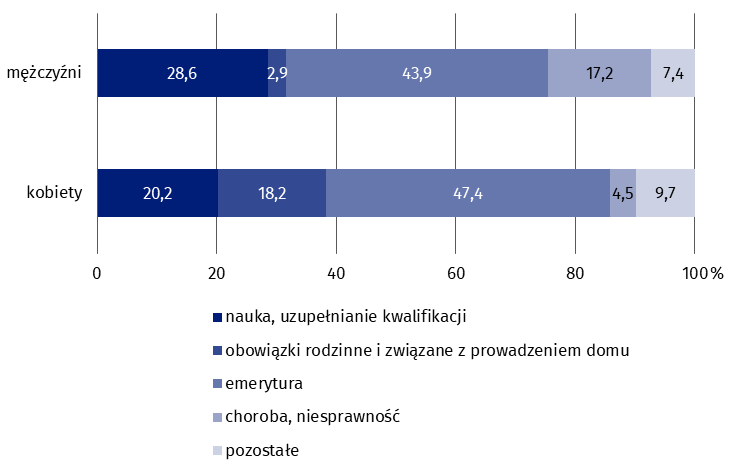 mężczyźni
28,6 2,9 43,9 17,2 7,4
kobiety
20,2 18,2 47,4 4,5 9,7
0 20 40 60 80 100%
nauka, uzupełnianie kwalifikacji
obowiązki rodzinne i związane z prowadzeniem domu
emerytura
choroba, niesprawność
pozostałe